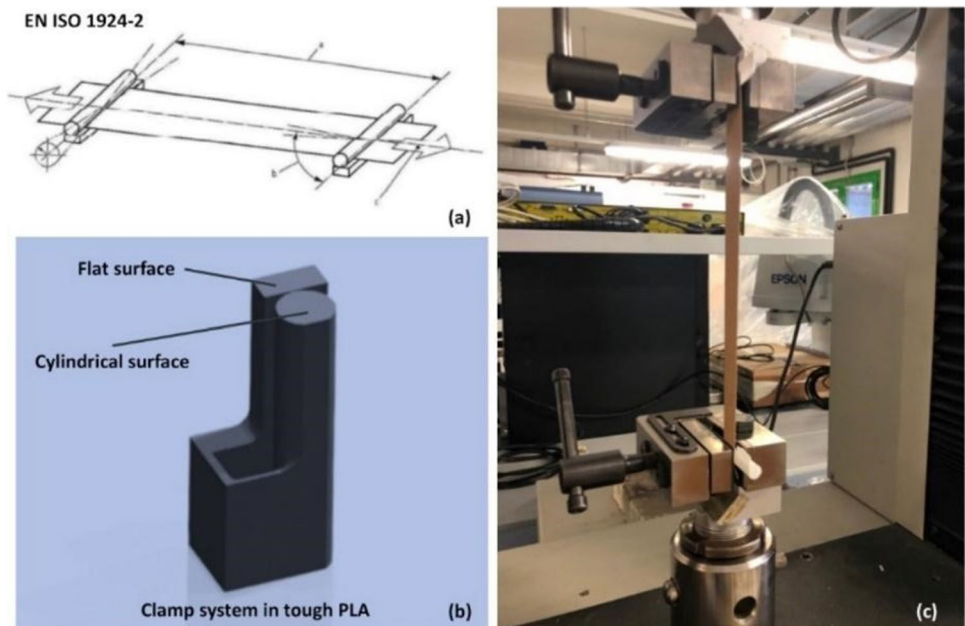 EN ISO 1924-2
a
b
c
(a)
Flat surface
Cylindrical surface
Clamp system in tough PLA
(b)
EPSON
(c)